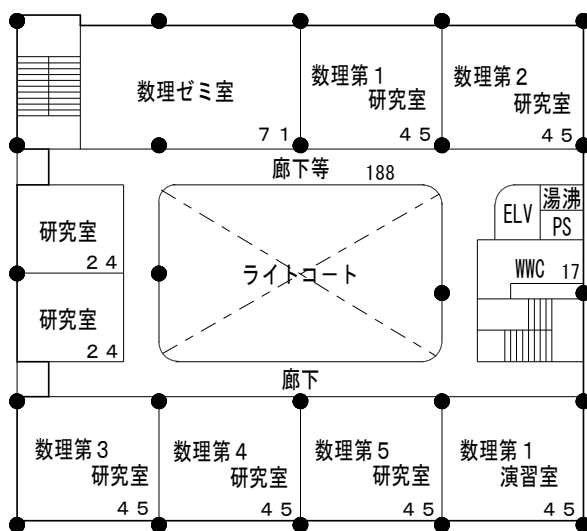 数理ゼミ室
７１
数理第１
研究室
４５
数理第２
研究室
４５
廊下等 188
研究室
２４
研究室
２４
ライトコート
ELV
湯沸
PS
WWC 17
廊下
数理第３
研究室
４５
数理第４
研究室
４５
数理第５
研究室
４５
数理第１
演習室
４５